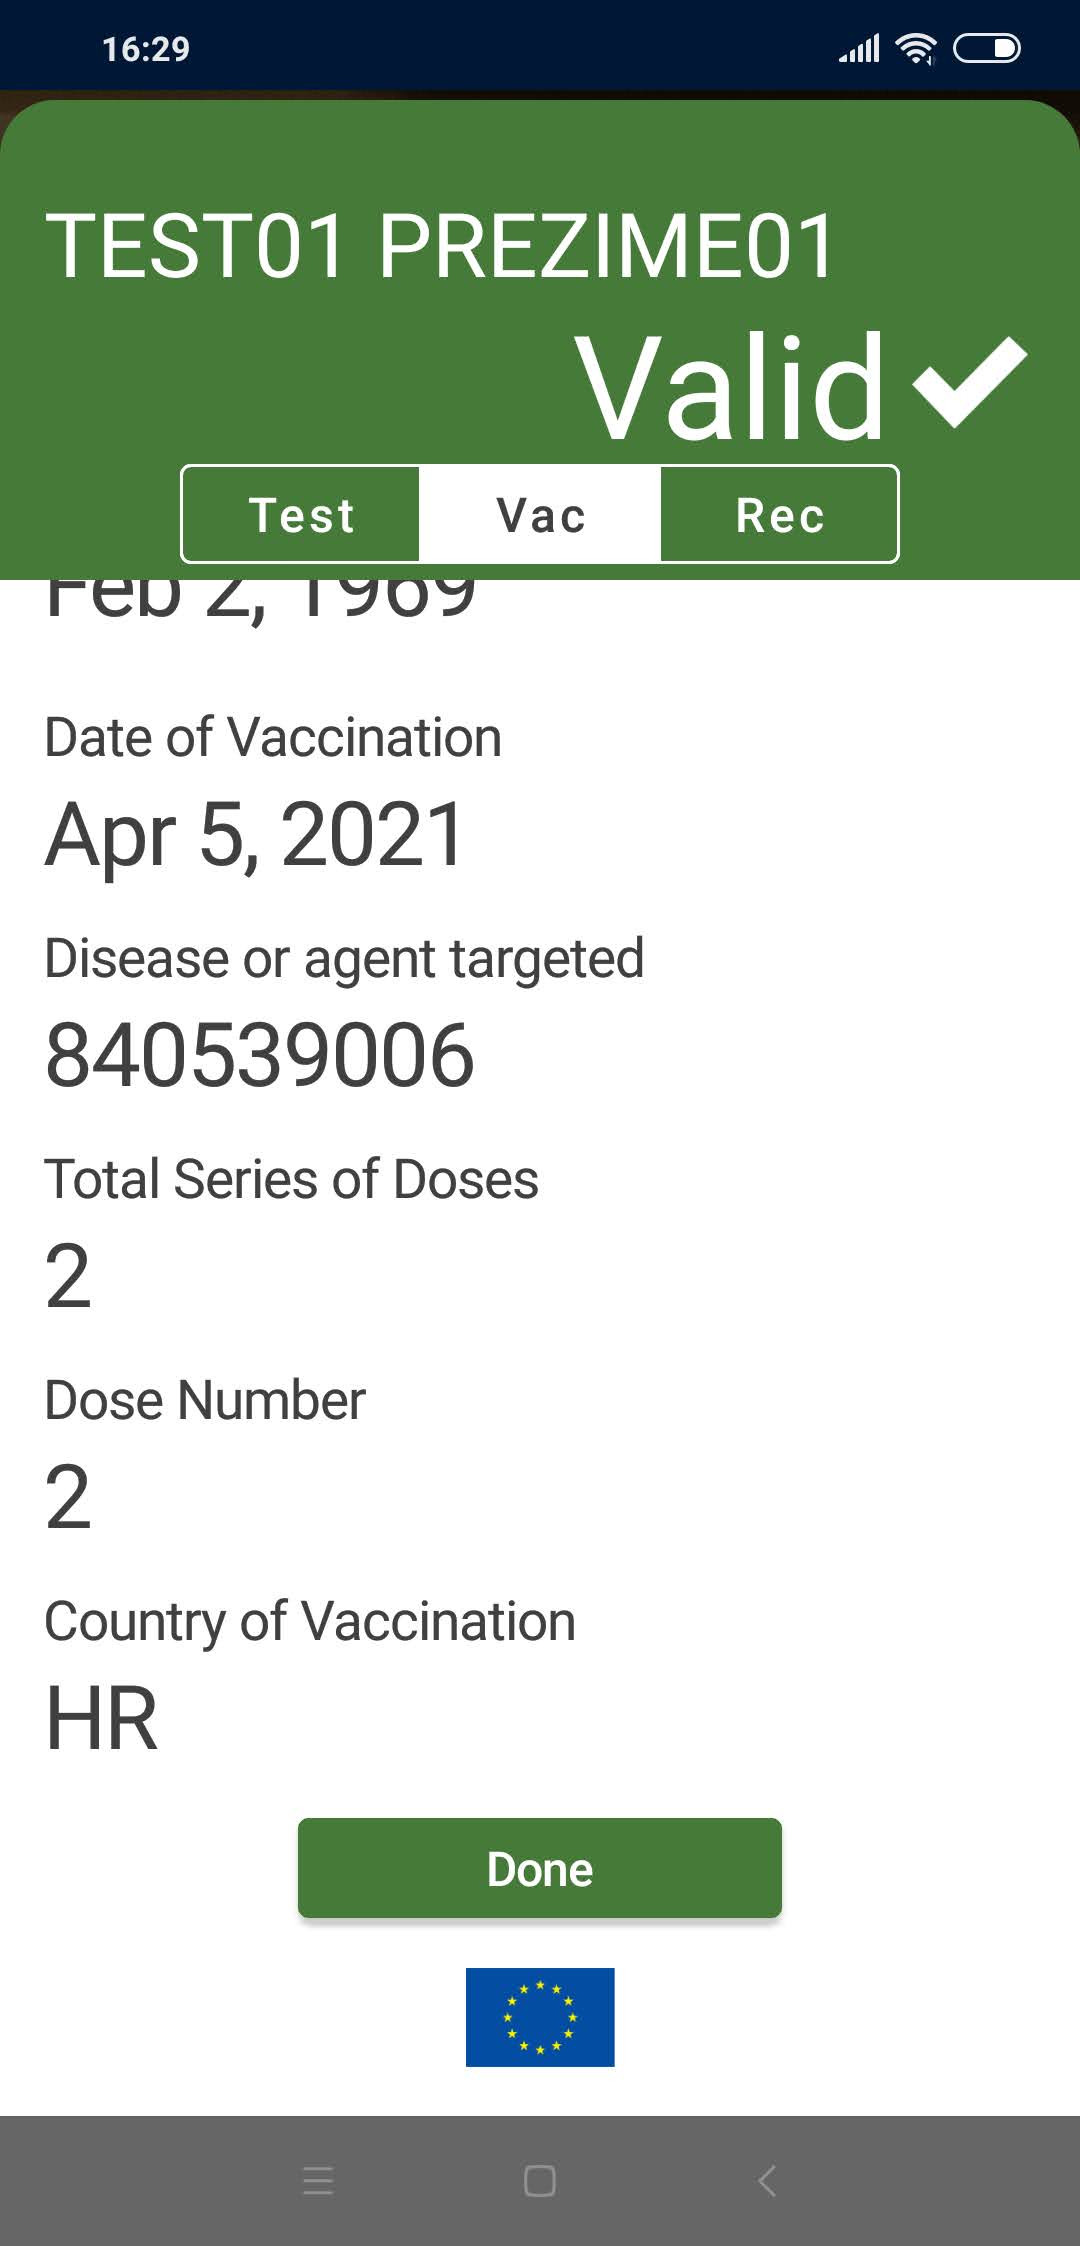 16:29
TEST01 PREZIME01
Valid
Test Vac Rec
Feb 2, 1969
Date of Vaccination
Apr 5, 2021
Disease or agent targeted
840539006
Total Series of Doses
2
Dose Number
2
Country of Vaccination
HR
Done